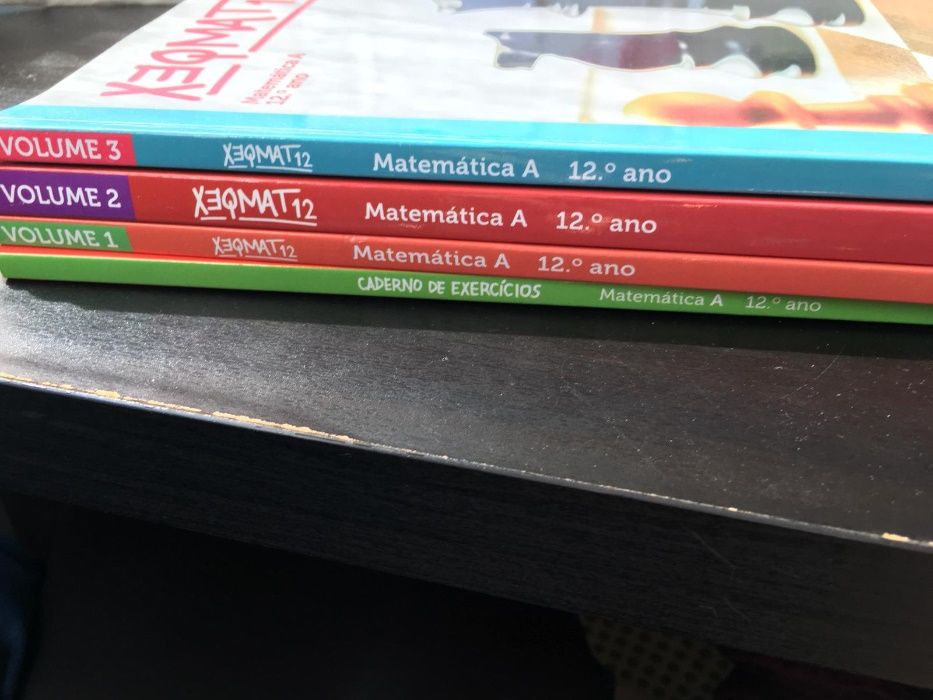 XEQMAT12
Matemática A
12.º ano
VOLUME 3 XEQMAT12 Matemática A 12.º ano
VOLUME 2 XEQMAT12 Matemática A 12.º ano
VOLUME 1 XEQMAT12 Matemática A 12.º ano
CADERNO DE EXERCÍCIOS Matemática A 12.º ano